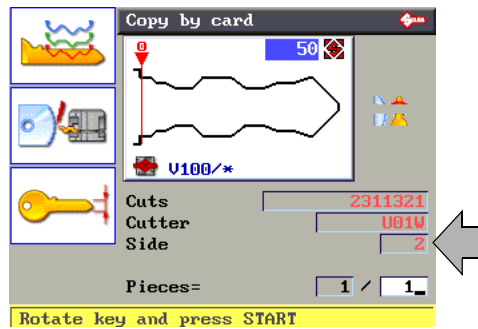 Copy by card
0
50
V100/*
Cuts 2311321
Cutter U01W
Side 2
Pieces= 1 / 1_
Rotate key and press START